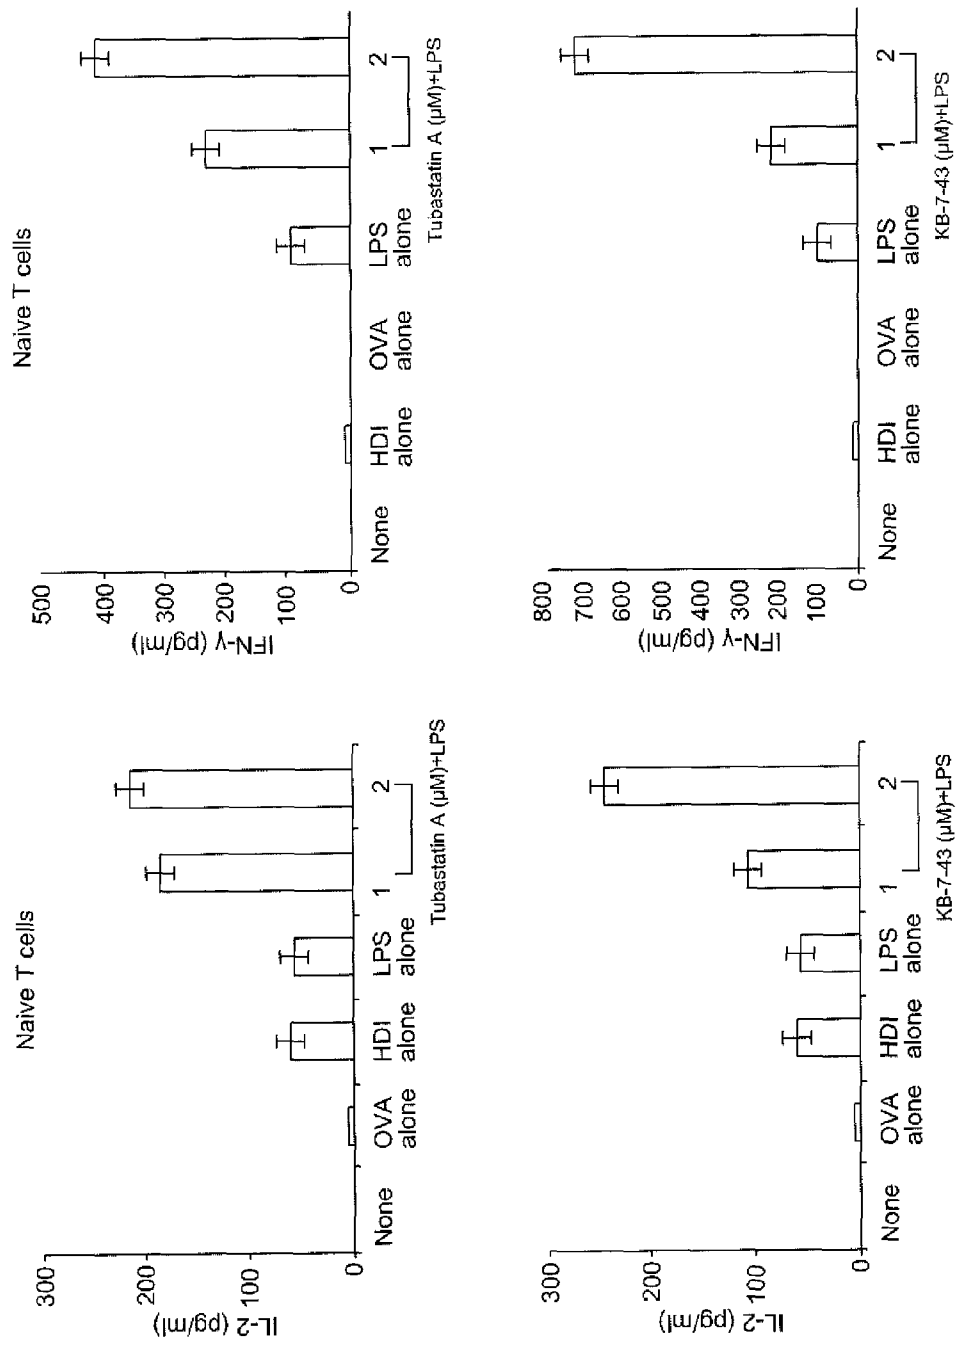 Naive T cells
IL-2 (pg/ml)
300
200
100
0
None
OVA alone
HDI alone
LPS alone
1
2
Tubastatin A (µM)+LPS
Naive T cells
IFN-γ (pg/ml)
500
400
300
200
100
0
None
HDI alone
OVA alone
LPS alone
1
2
Tubastatin A (µM)+LPS
IL-2 (pg/ml)
300
200
100
0
None
OVA alone
HDI alone
LPS alone
1
2
KB-7-43 (µM)+LPS
IFN-γ (pg/ml)
800
700
600
500
400
300
200
100
0
None
HDI alone
OVA alone
LPS alone
1
2
KB-7-43 (µM)+LPS